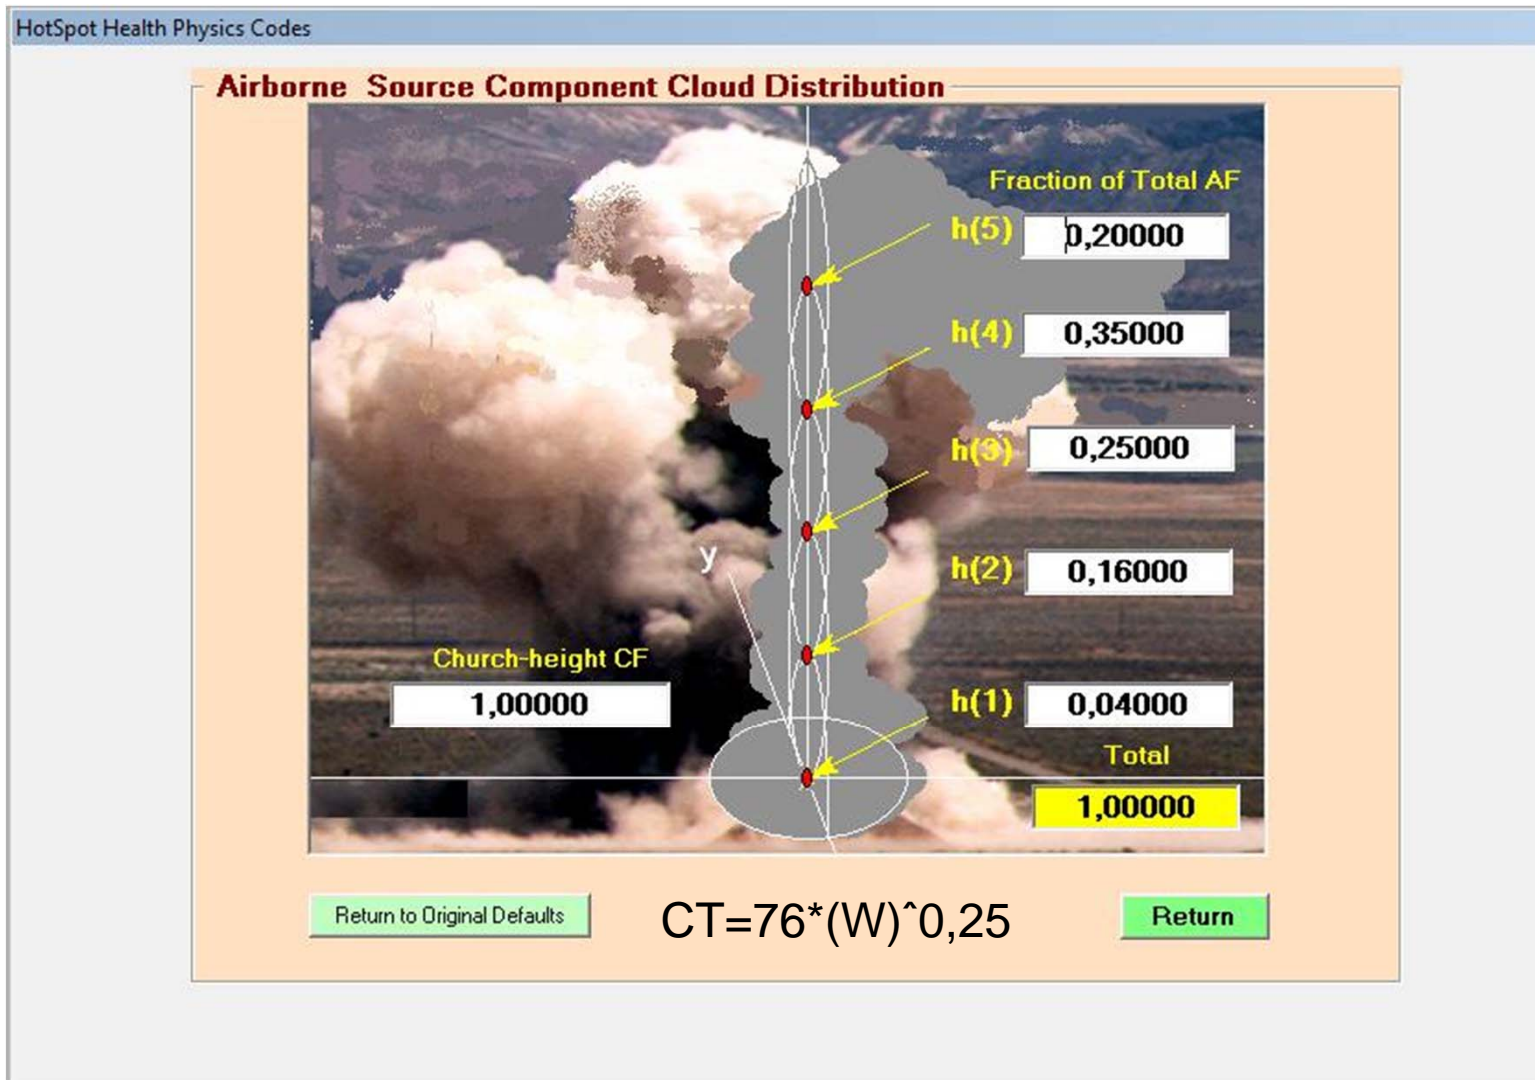 HotSpot Health Physics Codes
Airborne Source Component Cloud Distribution
Fraction of Total AF
h(5) 0,20000
h(4) 0,35000
h(3) 0,25000
y
h(2) 0,16000
Church-height CF
1,00000
h(1) 0,04000
Total
1,00000
Return to Original Defaults
CT=76*(W)^0,25
Return